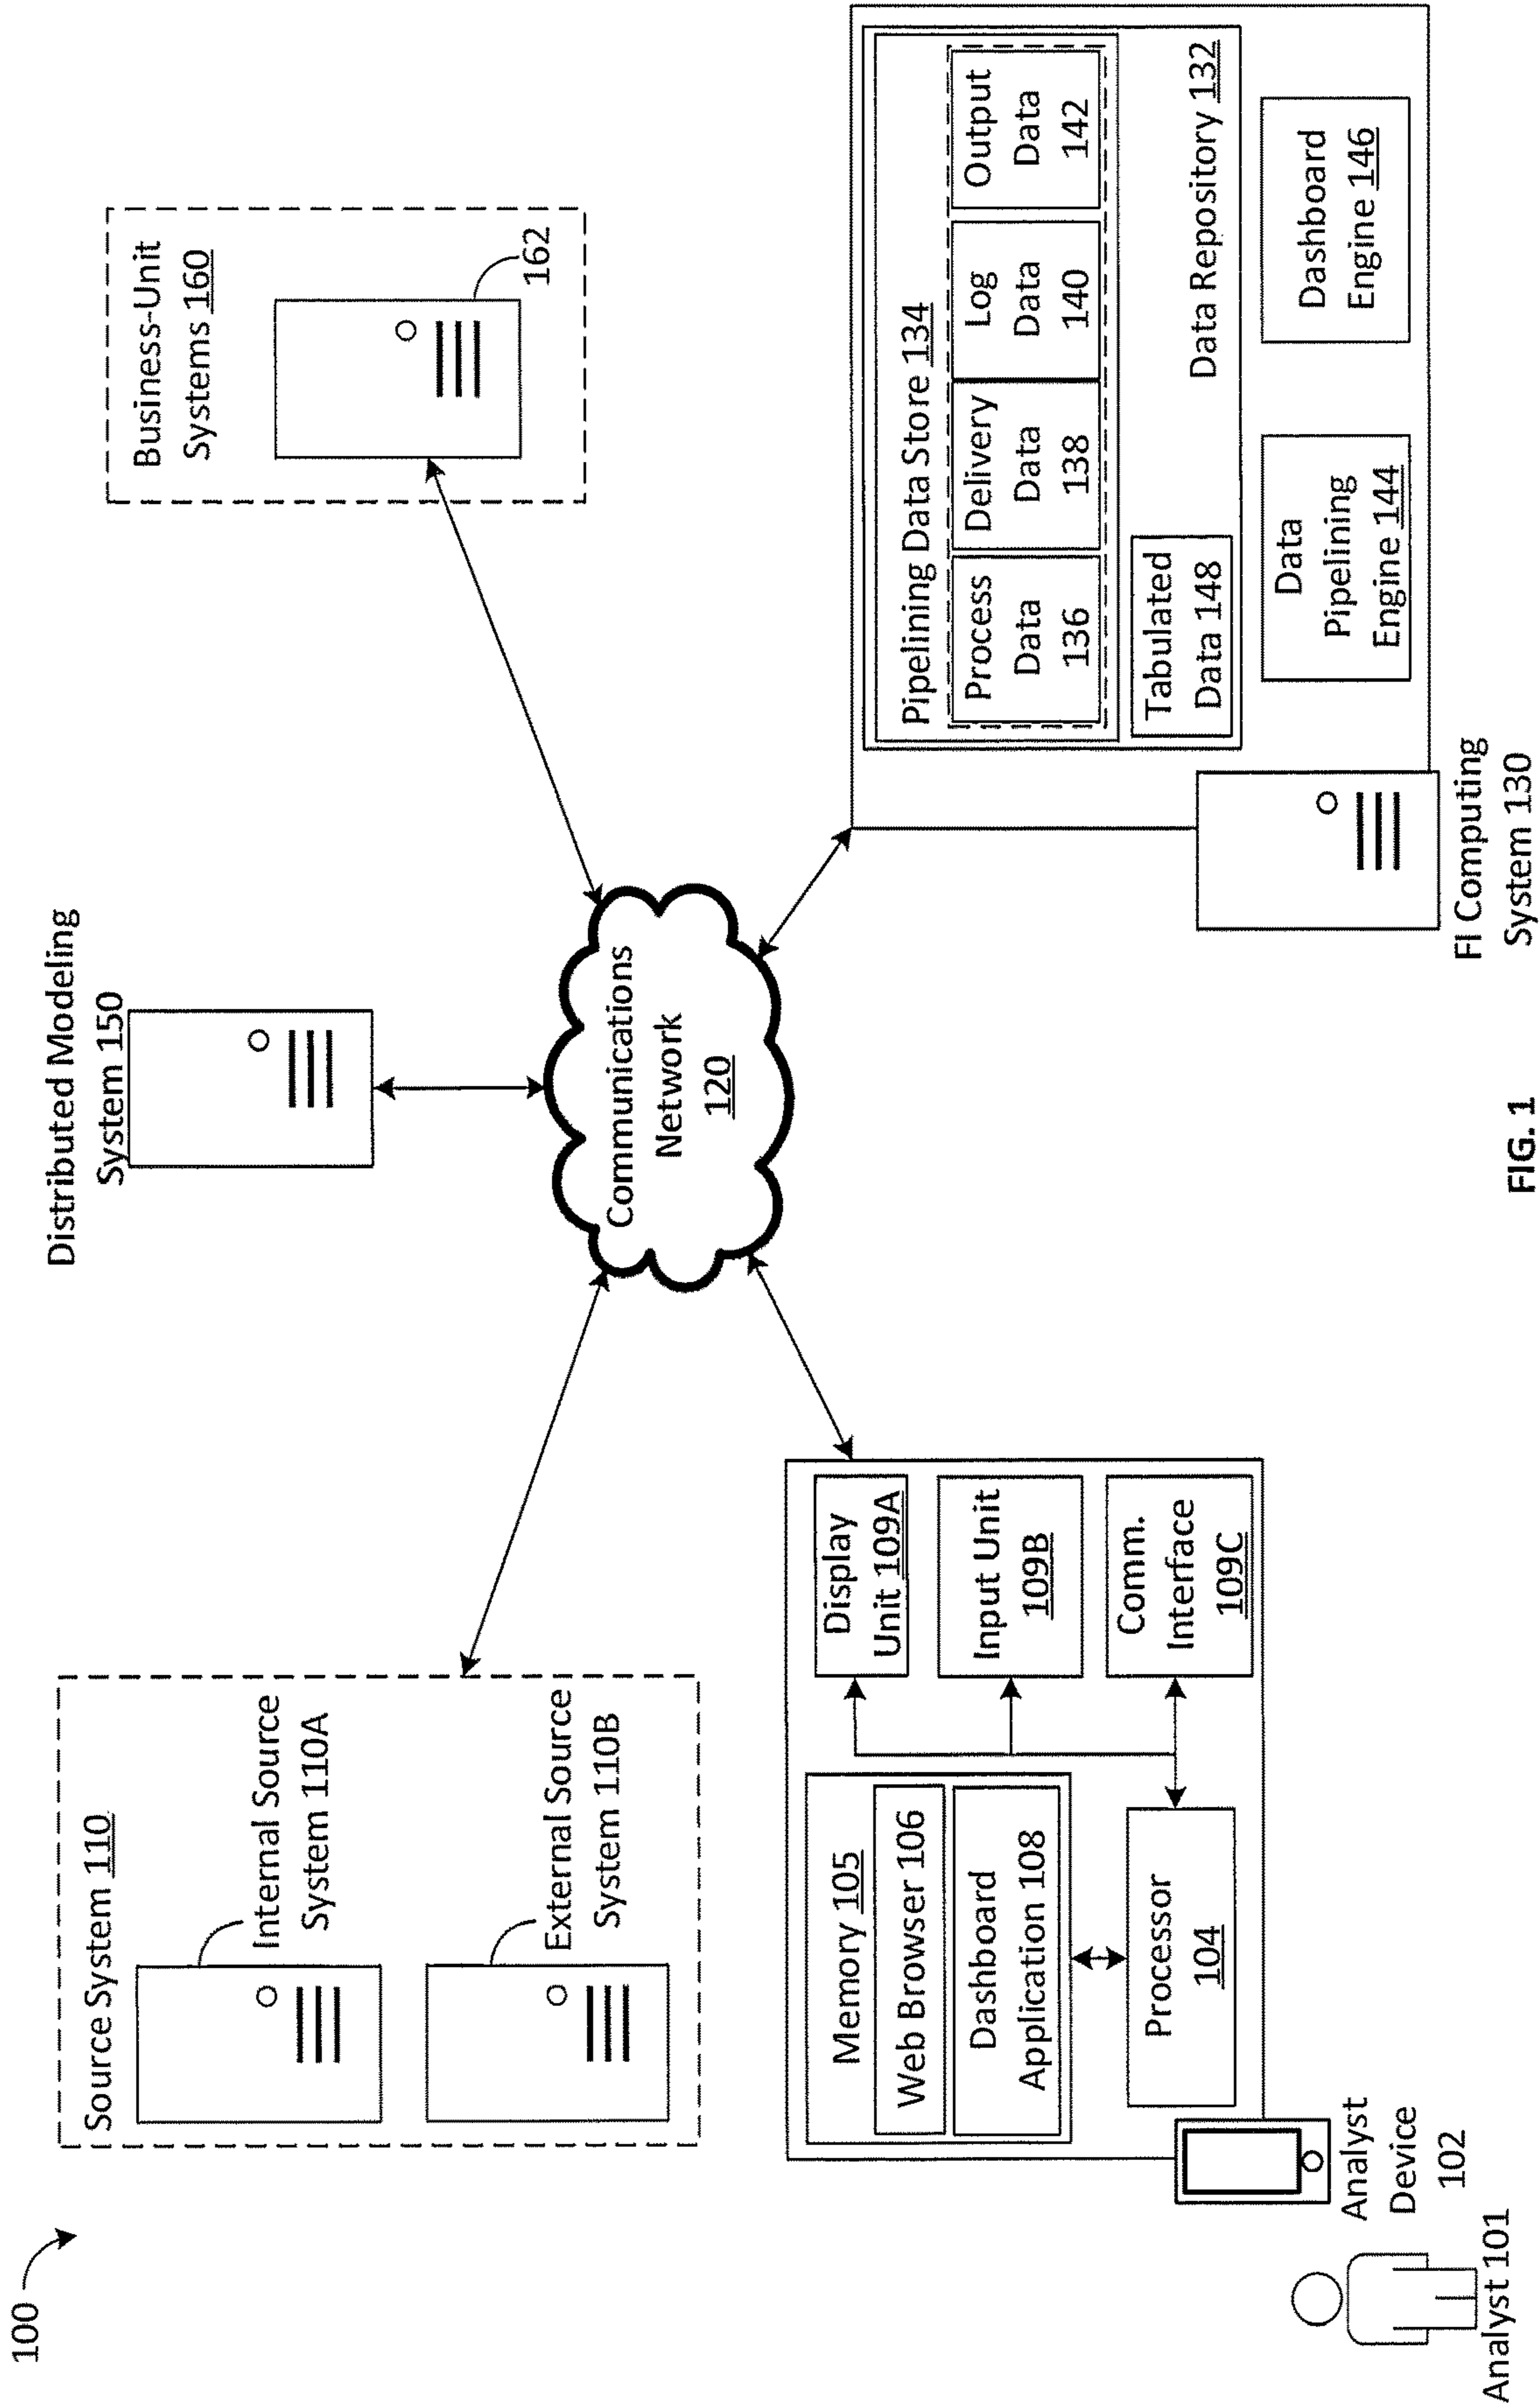 100
Source System 110
Internal Source
System 110A
External Source
System 110B
Distributed Modeling
System 150
Business-Unit
Systems 160
162
Communications
Network
120
Analyst 101
Analyst
Device
102
Memory 105
Web Browser 106
Dashboard
Application 108
Processor
104
Display
Unit 109A
Input Unit
109B
Comm.
Interface
109C
FI Computing
System 130
Pipelining Data Store 134
Process
Data
136
Delivery
Data
138
Log
Data
140
Output
Data
142
Tabulated
Data 148
Data Repository 132
Data
Pipelining
Engine 144
Dashboard
Engine 146
FIG. 1